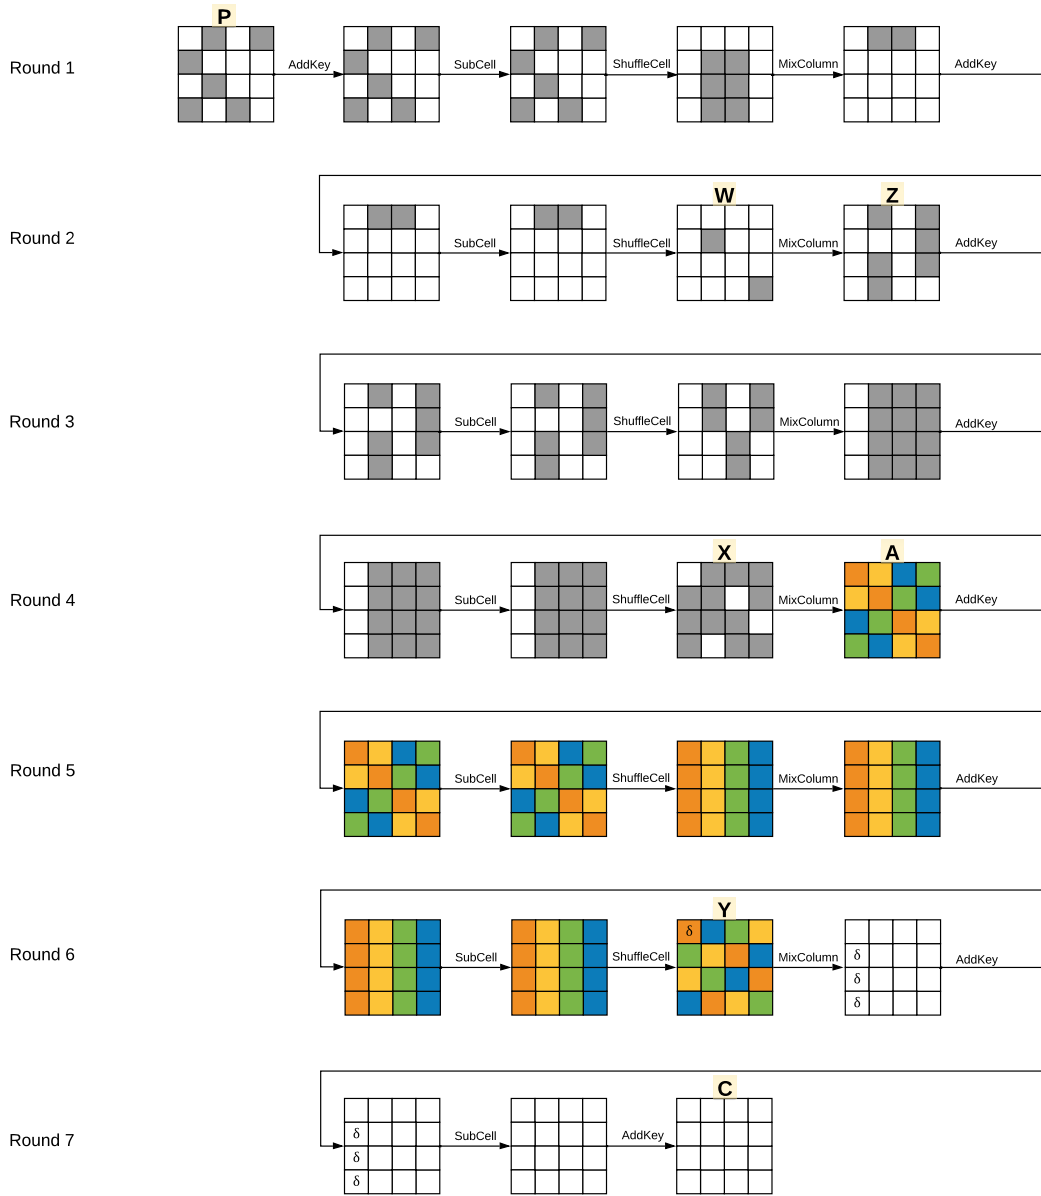 P
Round 1
AddKey
SubCell
ShuffleCell
MixColumn
AddKey
W
Z
Round 2
SubCell
ShuffleCell
MixColumn
AddKey
Round 3
SubCell
ShuffleCell
MixColumn
AddKey
X
A
Round 4
SubCell
ShuffleCell
MixColumn
AddKey
Round 5
SubCell
ShuffleCell
MixColumn
AddKey
Y
δ
Round 6
SubCell
ShuffleCell
MixColumn
AddKey
δ
δ
δ
C
Round 7
SubCell
AddKey
δ
δ
δ